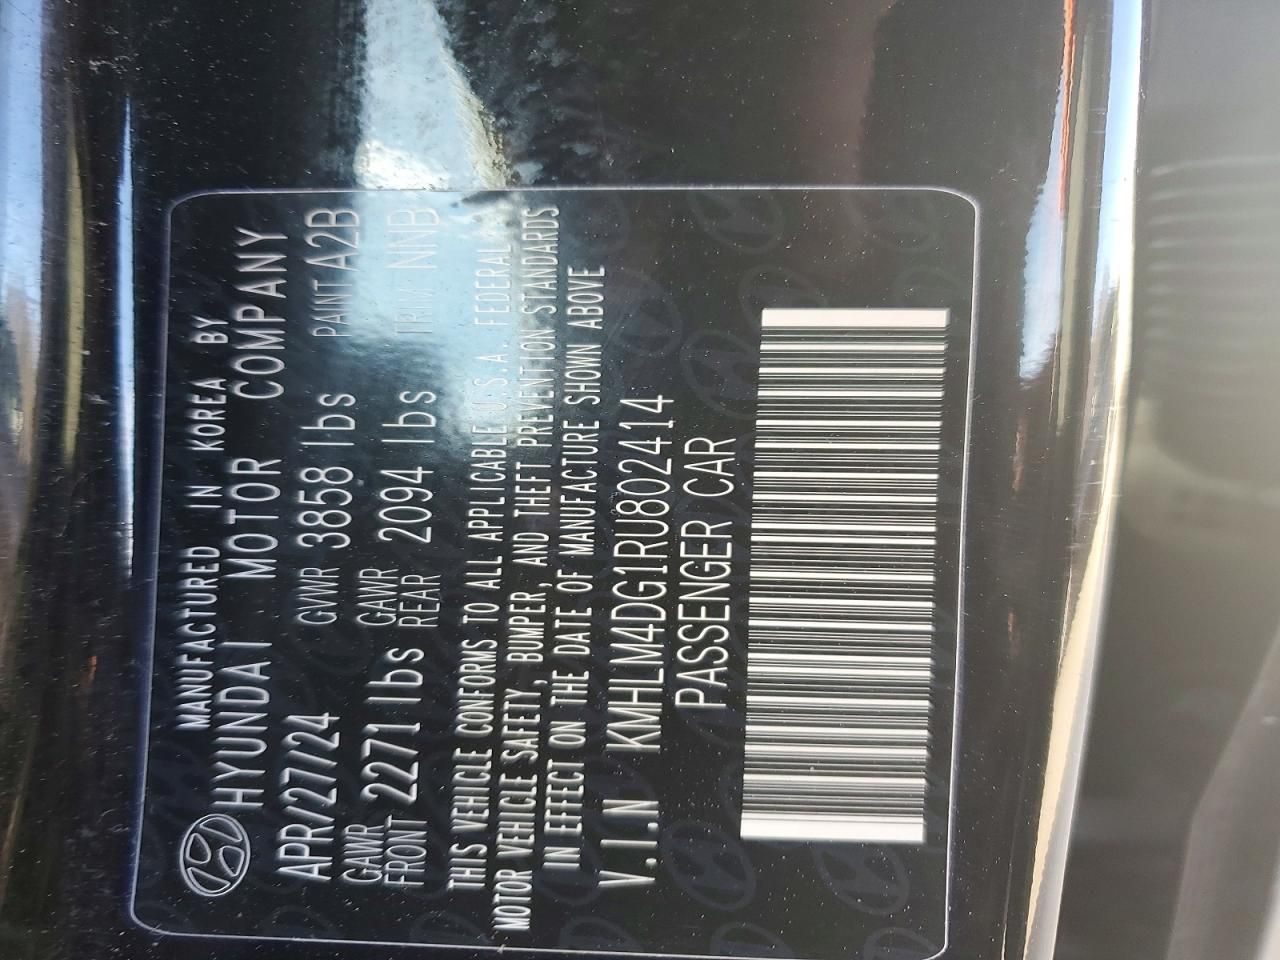 MANUFACTURED IN KOREA BY
HYUNDAI MOTOR COMPANY
APR/27/24 GVWR 3858 lbs PAINT A2B
GAWR FRONT 2271 lbs GAWR REAR 2094 lbs TRIM NNB
THIS VEHICLE CONFORMS TO ALL APPLICABLE U.S.A. FEDERAL
MOTOR VEHICLE SAFETY, BUMPER, AND THEFT PREVENTION STANDARDS
IN EFFECT ON THE DATE OF MANUFACTURE SHOWN ABOVE
V.I.N KMHLM4DG1RU802414
PASSENGER CAR